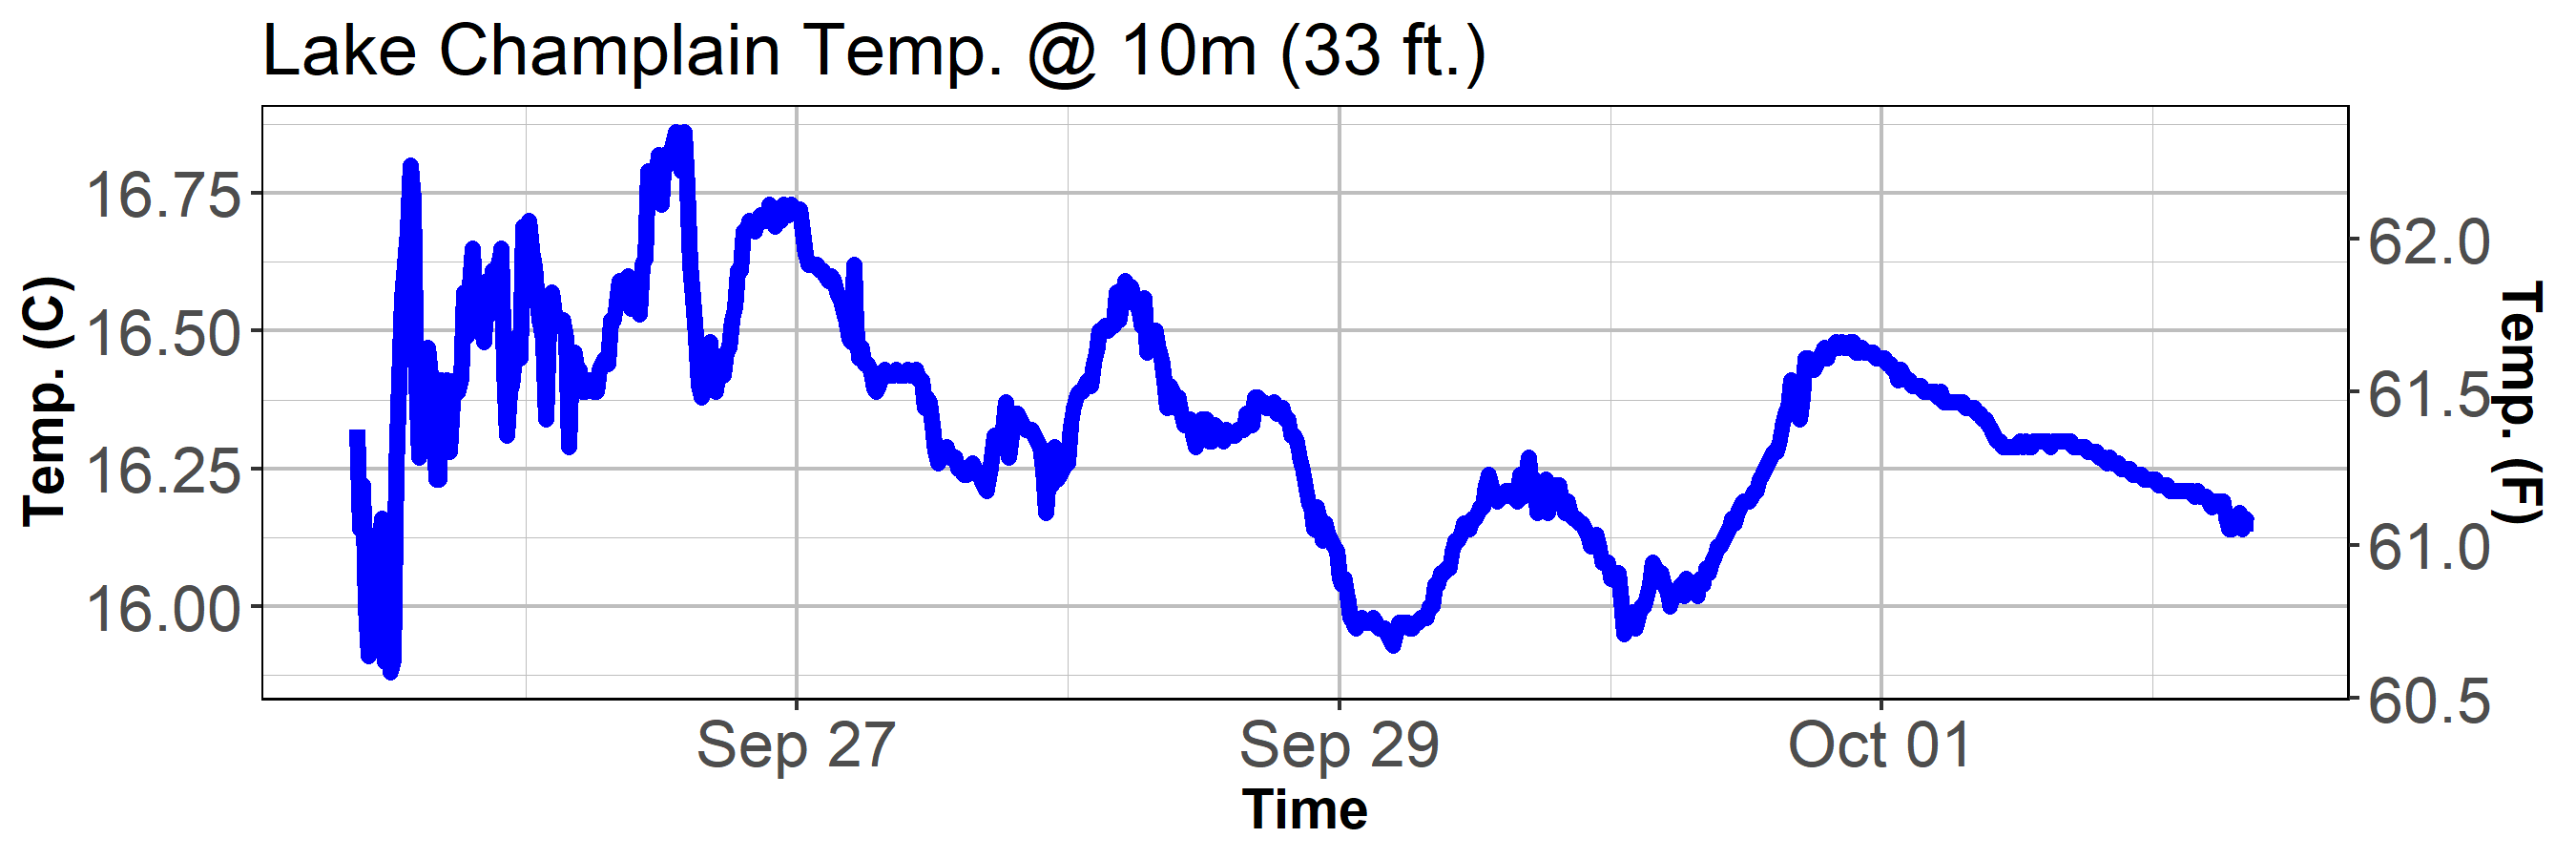 Lake Champlain Temp. @ 10m (33 ft.)
Temp. (C)
16.75
16.50
16.25
16.00
62.0
61.5
61.0
60.5
Temp. (F)
Sep 27
Sep 29
Oct 01
Time